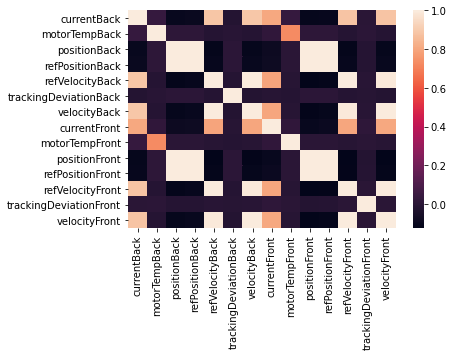 currentBack
motorTempBack
positionBack
refPositionBack
refVelocityBack
trackingDeviationBack
velocityBack
currentFront
motorTempFront
positionFront
refPositionFront
refVelocityFront
trackingDeviationFront
velocityFront
currentBack
motorTempBack
positionBack
refPositionBack
refVelocityBack
trackingDeviationBack
velocityBack
currentFront
motorTempFront
positionFront
refPositionFront
refVelocityFront
trackingDeviationFront
velocityFront
1.0
0.8
0.6
0.4
0.2
0.0